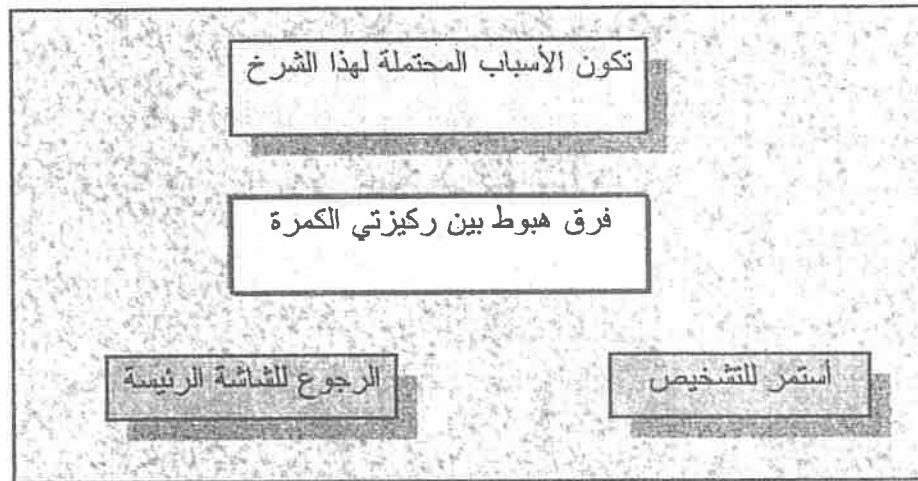 تكون الأسباب المحتملة لهذا الشرخ
فرق هبوط بين ركيزتي الكمرة
أستمر للتشخيص
الرجوع للشاشة الرئيسة